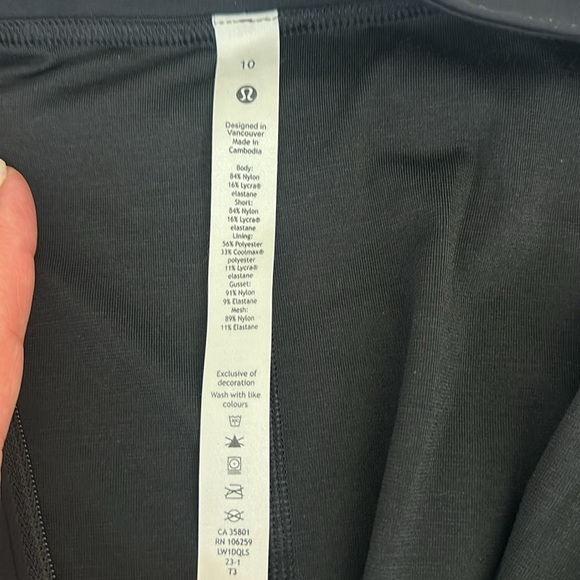 10
Designed in
Vancouver
Made in
Cambodia
Body:
84% Nylon
16% Lycra®
elastane
Short:
84% Nylon
16% Lycra®
elastane
Lining:
56% Polyester
33% Coolmax®
polyester
11% Lycra®
elastane
Gusset:
91% Nylon
9% Elastane
Mesh:
89% Nylon
11% Elastane
Exclusive of
decoration
Wash with like
colours
CA 35801
RN 106259
LW1DQLS
23-1
T3